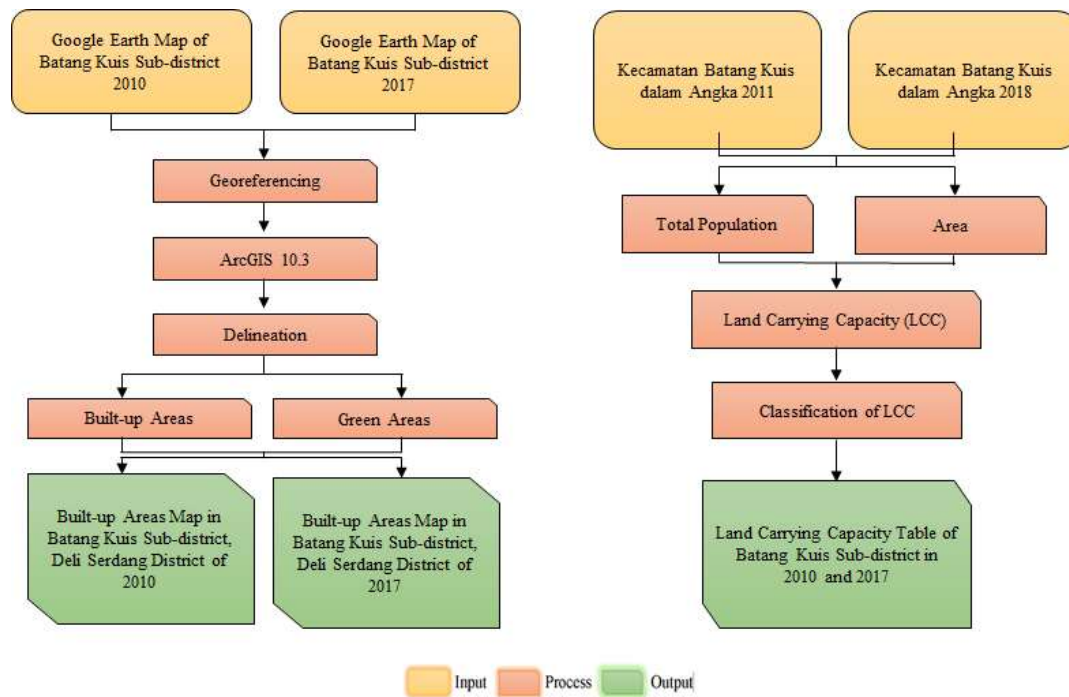 Google Earth Map of
Batang Kuis Sub-district
2010
Google Earth Map of
Batang Kuis Sub-district
2017
Georeferencing
ArcGIS 10.3
Delineation
Built-up Areas
Green Areas
Built-up Areas Map in
Batang Kuis Sub-district,
Deli Serdang District of
2010
Built-up Areas Map in
Batang Kuis Sub-district,
Deli Serdang District of
2017
Kecamatan Batang Kuis
dalam Angka 2011
Kecamatan Batang Kuis
dalam Angka 2018
Total Population
Area
Land Carrying Capacity (LCC)
Classification of LCC
Land Carrying Capacity Table of
Batang Kuis Sub-district in
2010 and 2017
Input
Process
Output